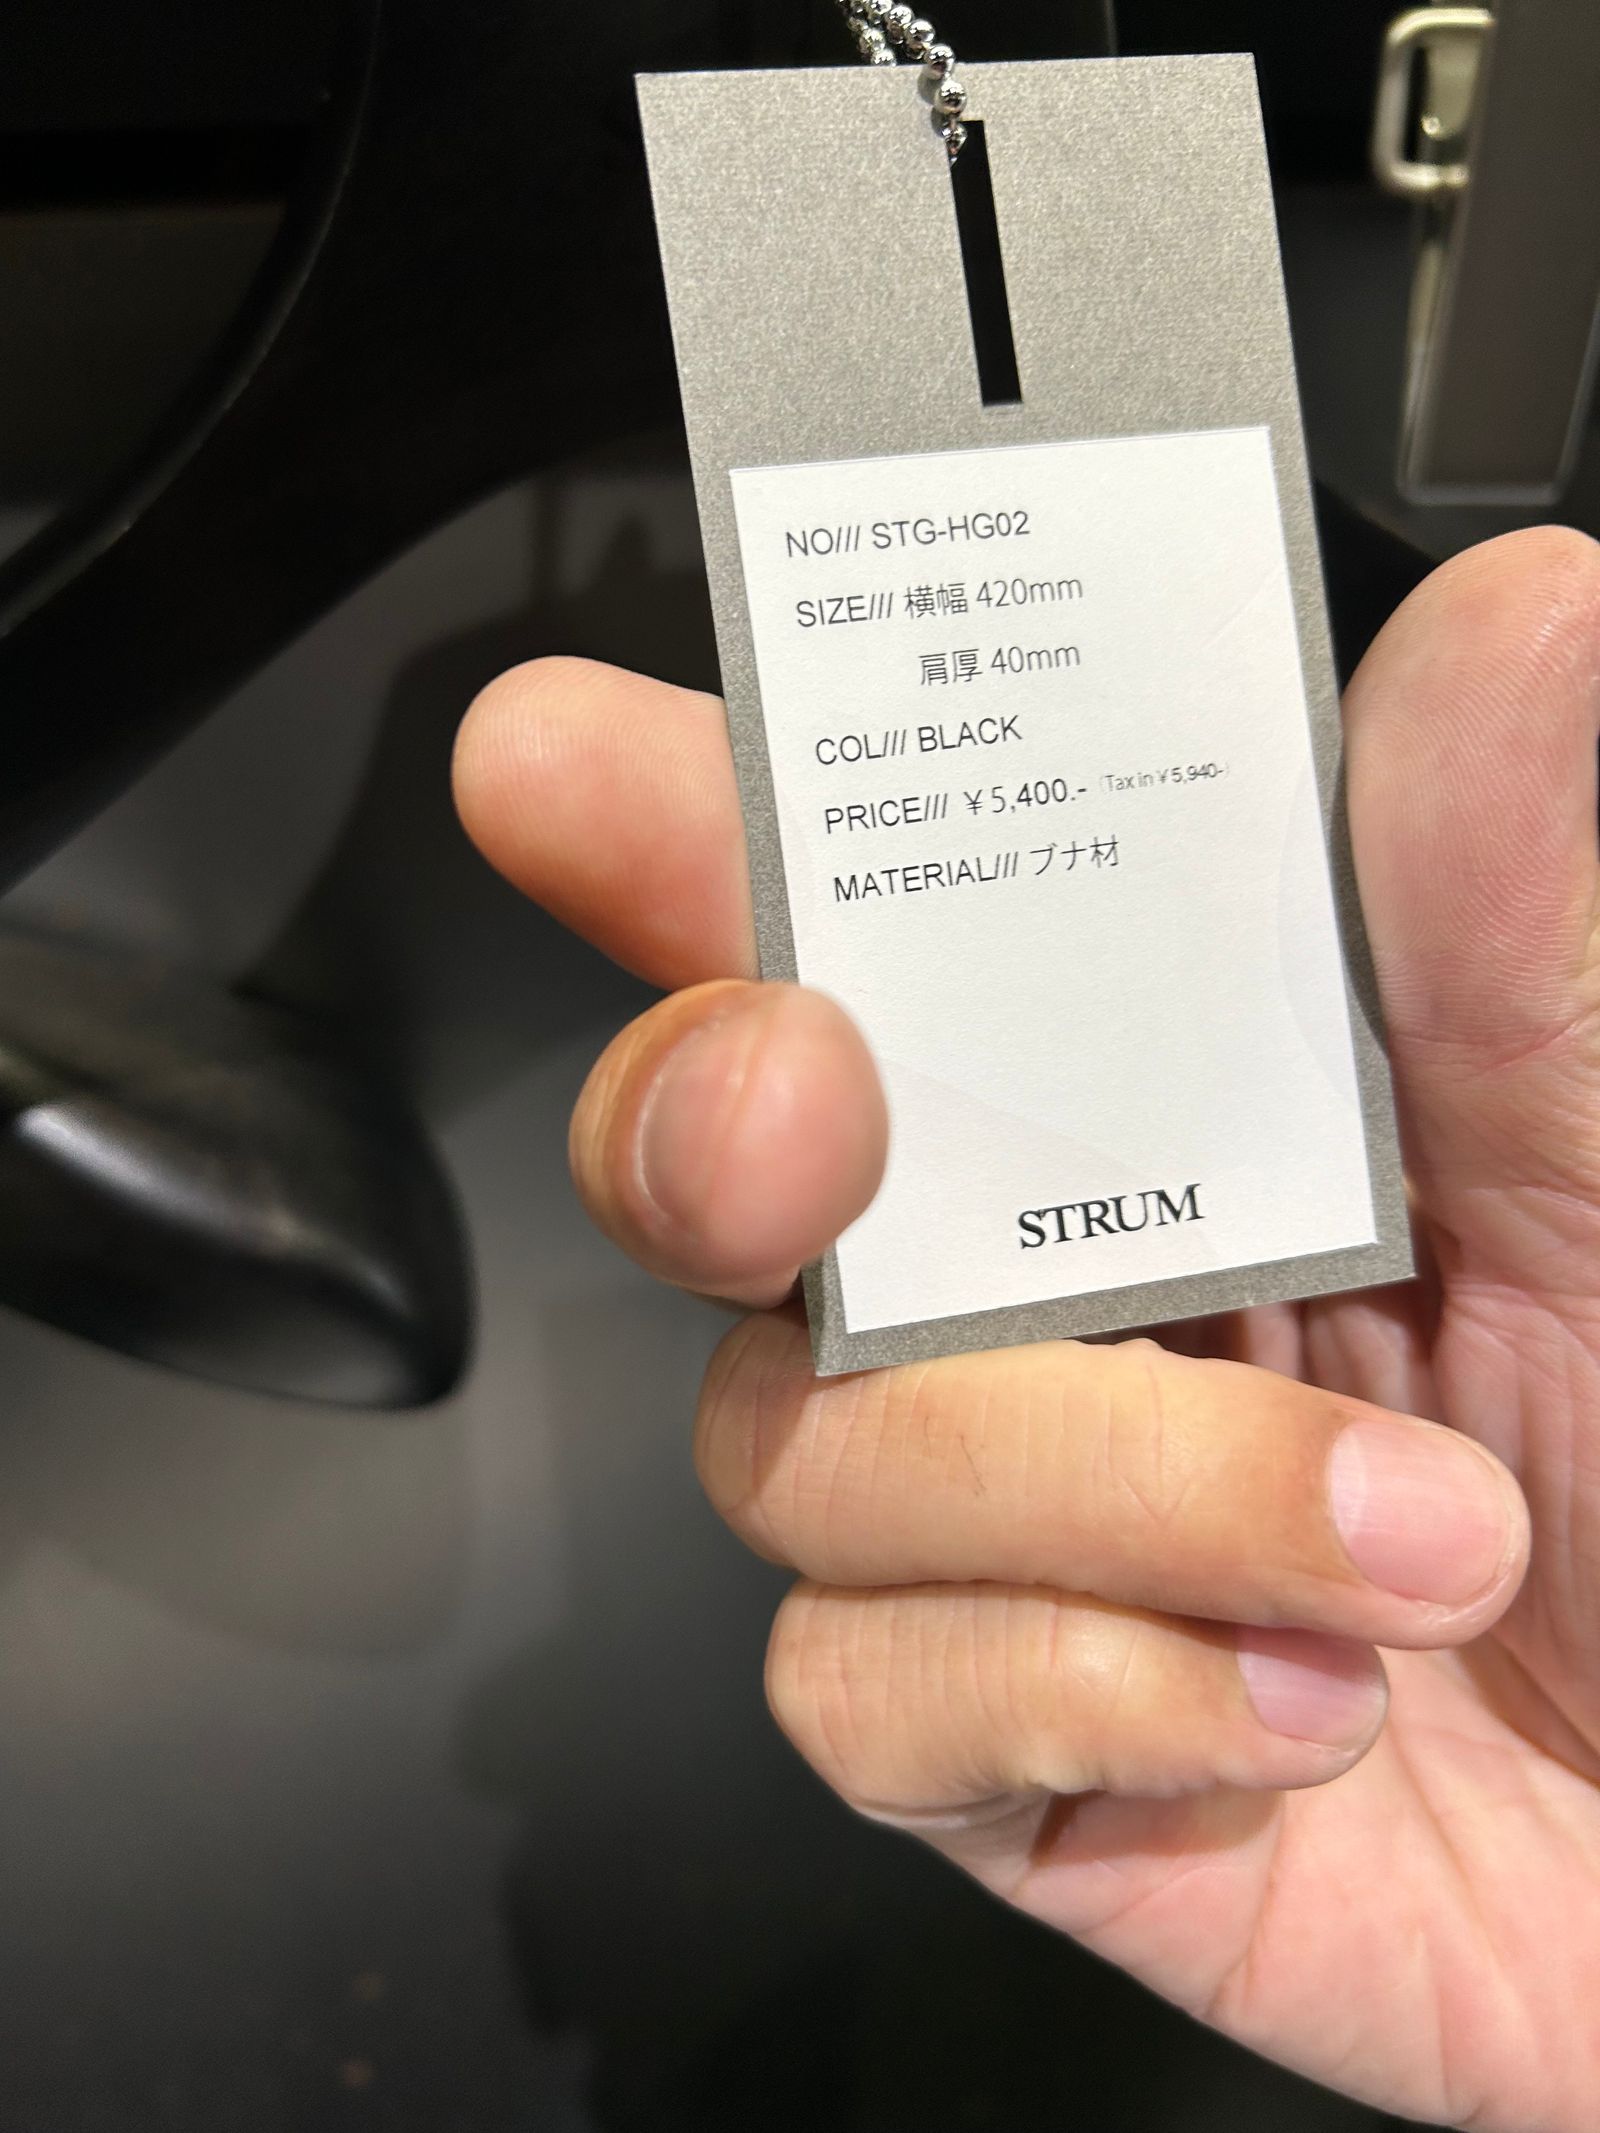 NO/// STG-HG02
SIZE/// 横幅 420mm
肩厚 40mm
COL/// BLACK
PRICE/// ¥5,400.- (Tax in ¥5,940-)
MATERIAL/// ブナ材
STRUM